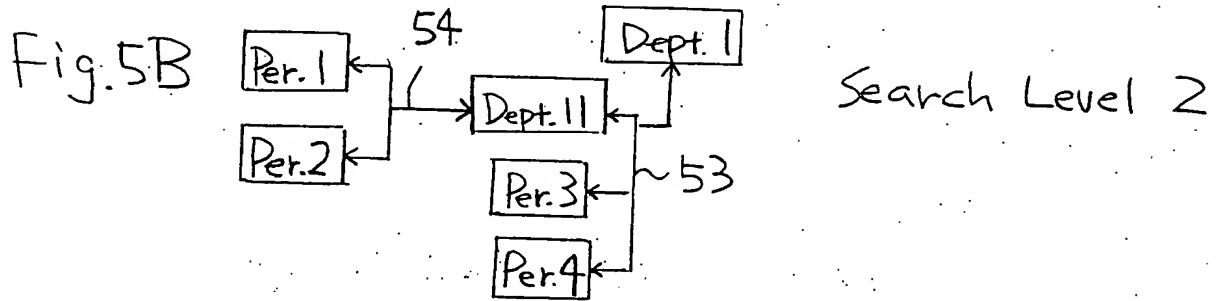 Fig. 5B
54
Dept. 1
Per. 1
Dept. 11
Search Level 2
Per. 2
Per. 3
53
Per. 4